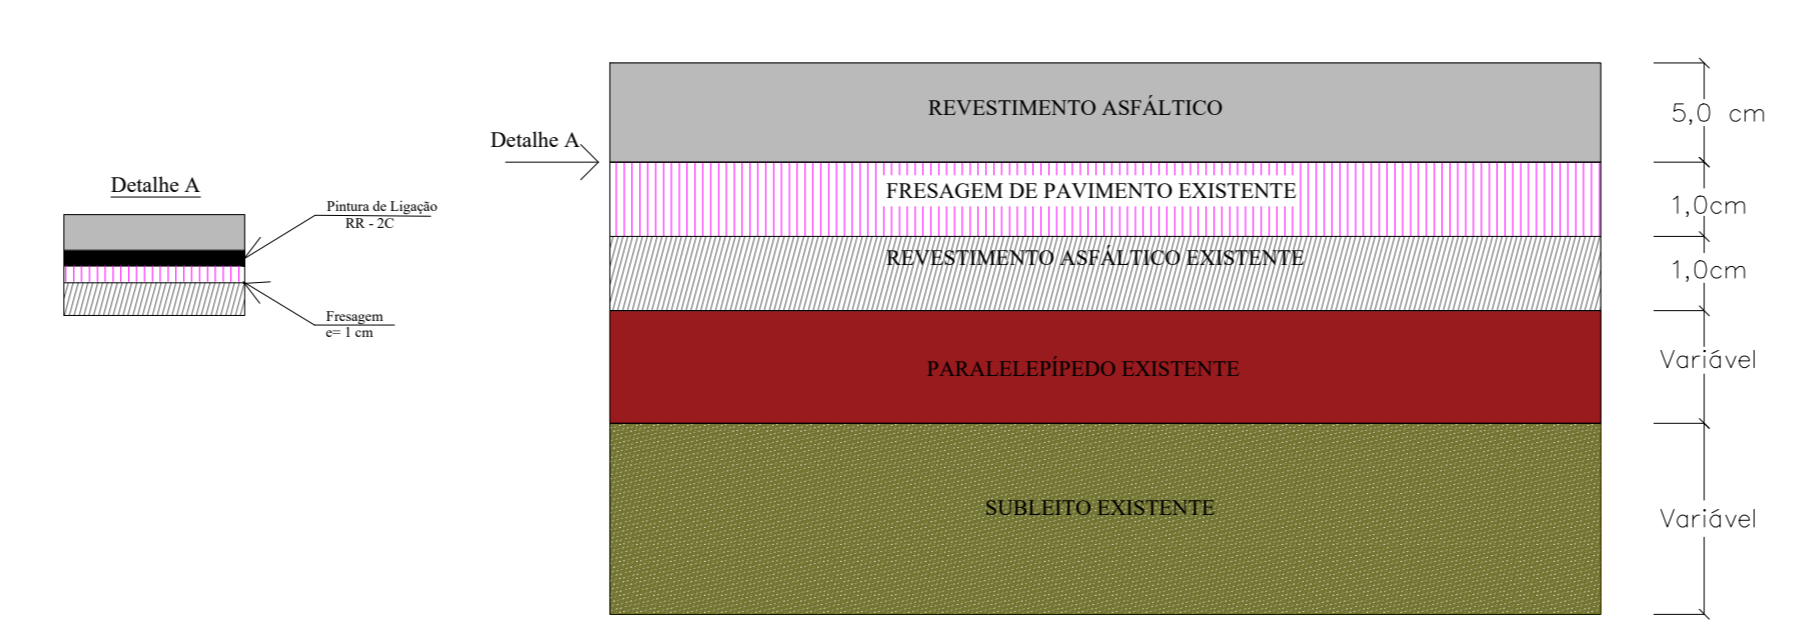 Detalhe A
Pintura de Ligação
RR - 2C
Fresagem
e= 1 cm
Detalhe A
REVESTIMENTO ASFÁLTICO
5,0 cm
FRESAGEM DE PAVIMENTO EXISTENTE
1,0cm
REVESTIMENTO ASFÁLTICO EXISTENTE
1,0cm
PARALELEPÍPEDO EXISTENTE
Variável
SUBLEITO EXISTENTE
Variável